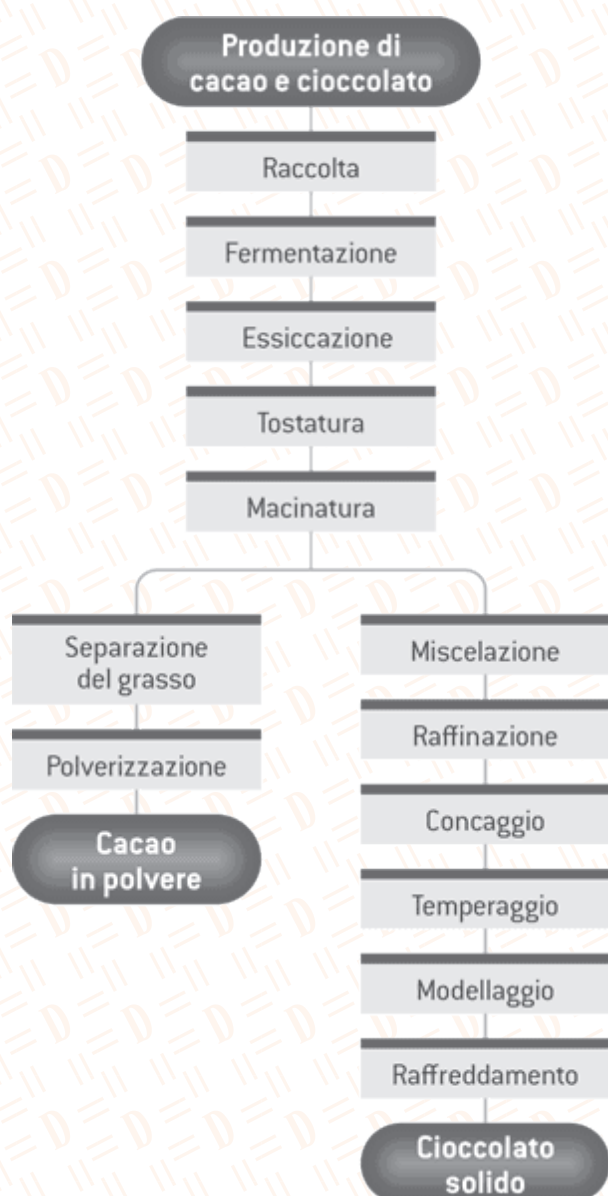 Produzione di
cacao e cioccolato
Raccolta
Fermentazione
Essiccazione
Tostatura
Macinatura
Separazione
del grasso
Polverizzazione
Cacao
in polvere
Miscelazione
Raffinazione
Concaggio
Temperaggio
Modellaggio
Raffreddamento
Cioccolato
solido